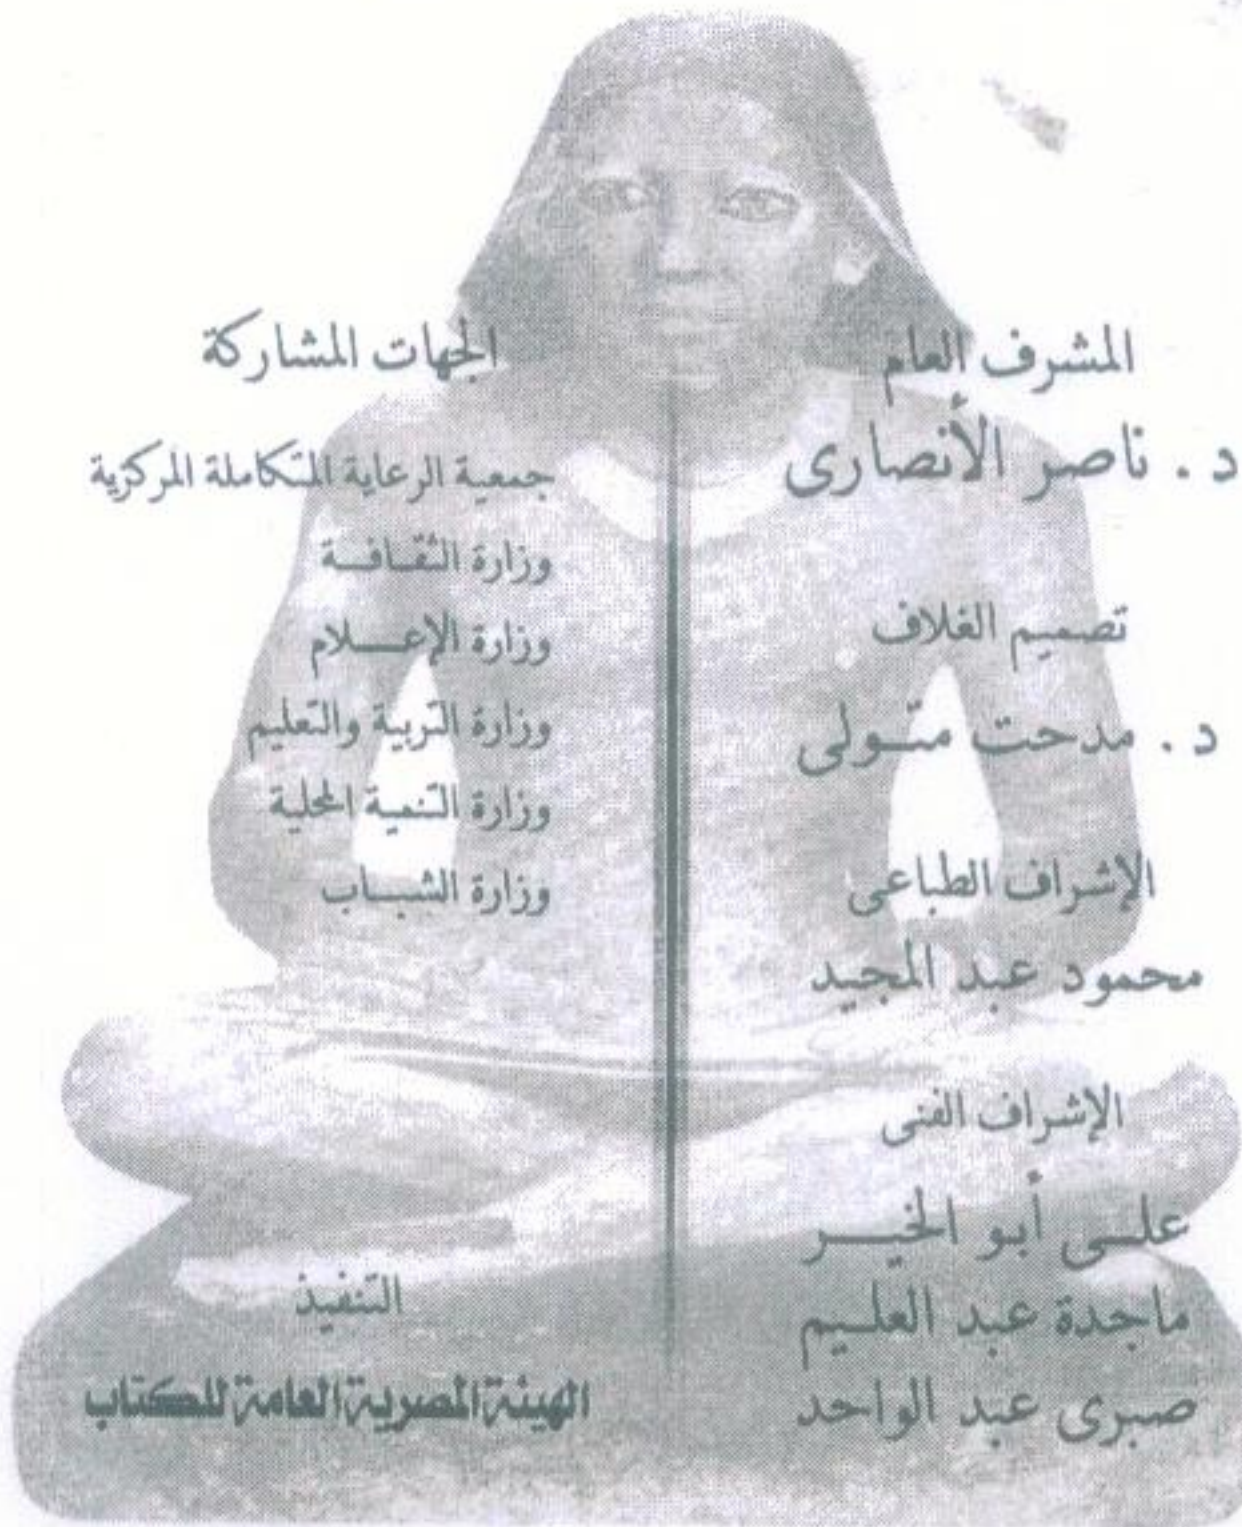 المشرف العام
د . ناصر الأنصارى
تصميم الغلاف
د . مدحت متولى
الإشراف الطباعى
محمود عبد المجيد
الإشراف الفنى
على أبو الخير
ماجدة عبد العليم
صبرى عبد الواحد
الجهات المشاركة
جمعية الرعاية المتكاملة المركزية
وزارة الثقافة
وزارة الإعلام
وزارة التربية والتعليم
وزارة التنمية المحلية
وزارة الشباب
التنفيذ
الهيئة المصرية العامة للكتاب